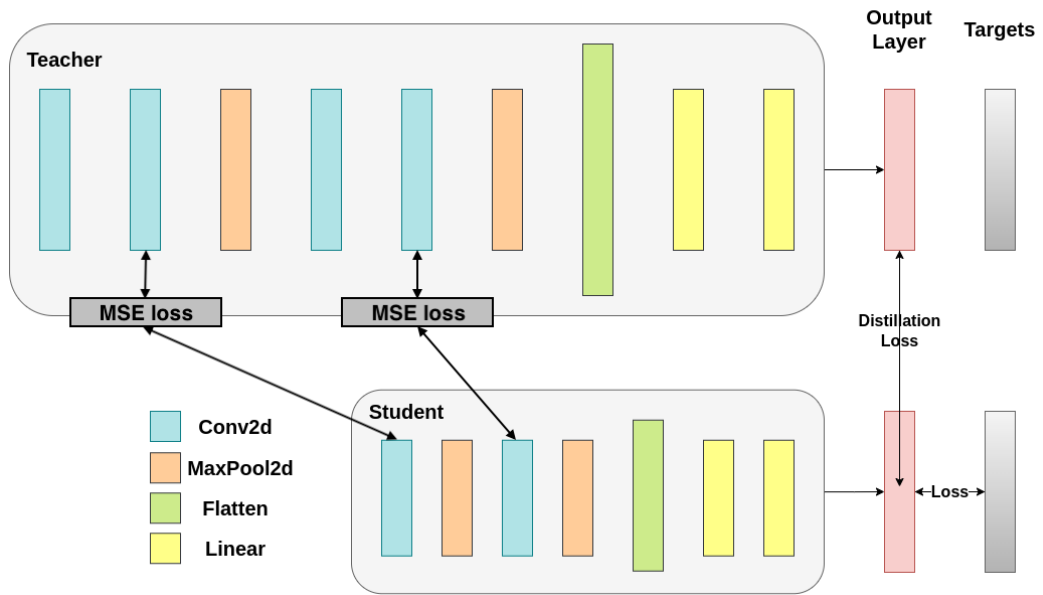 Output
Layer
Targets
Teacher
MSE loss
MSE loss
Distillation
Loss
Student
Conv2d
MaxPool2d
Flatten
Linear
Loss